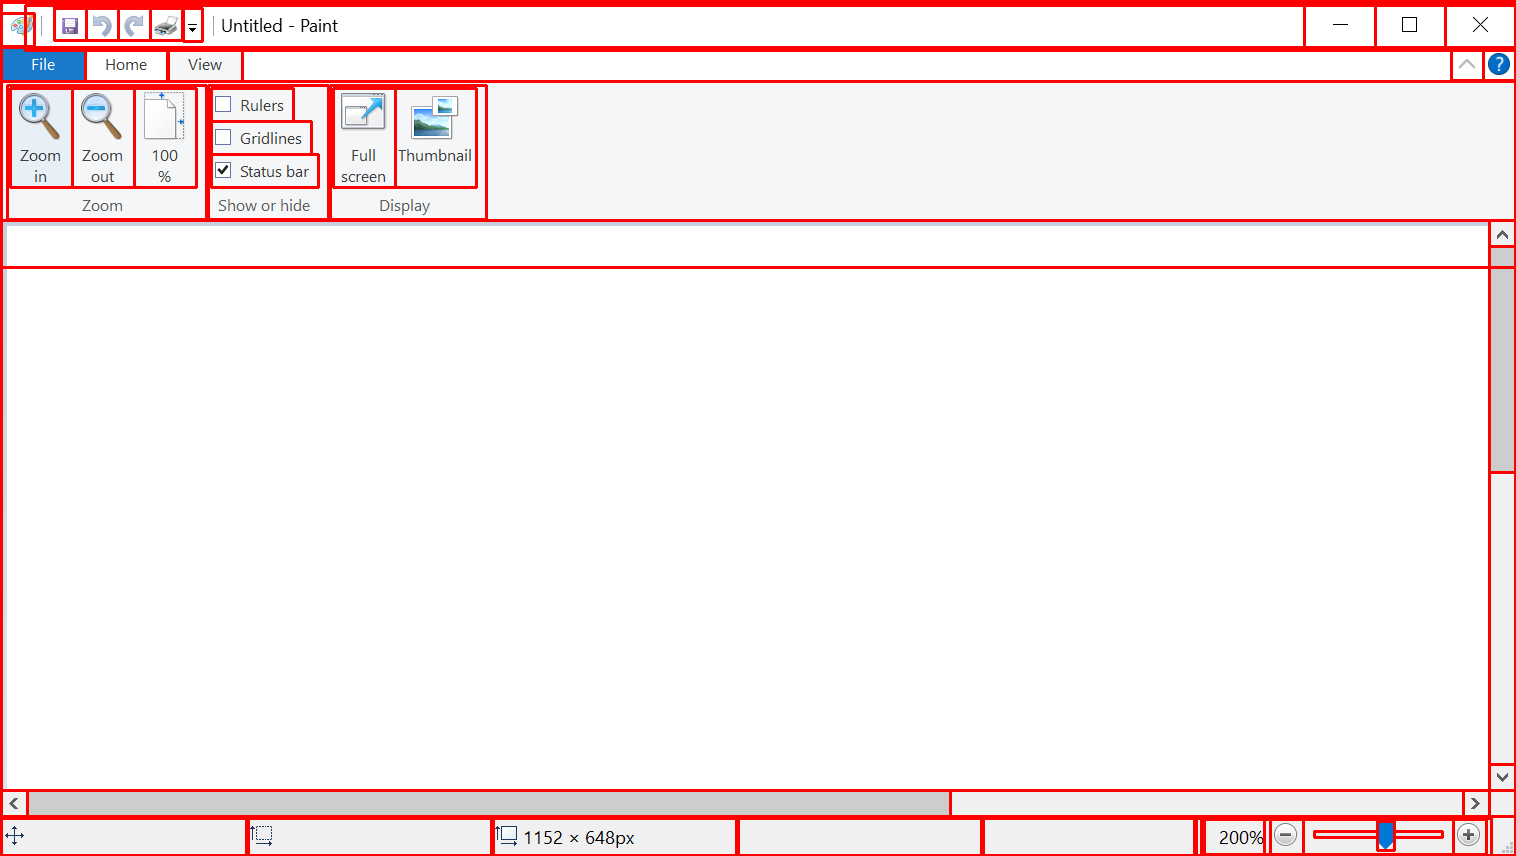 Untitled - Paint
File Home View ?
Zoom in
Zoom out
100 %
Zoom
Rulers
Gridlines
Status bar
Show or hide
Full screen
Thumbnail
Display
1152 × 648px
200%